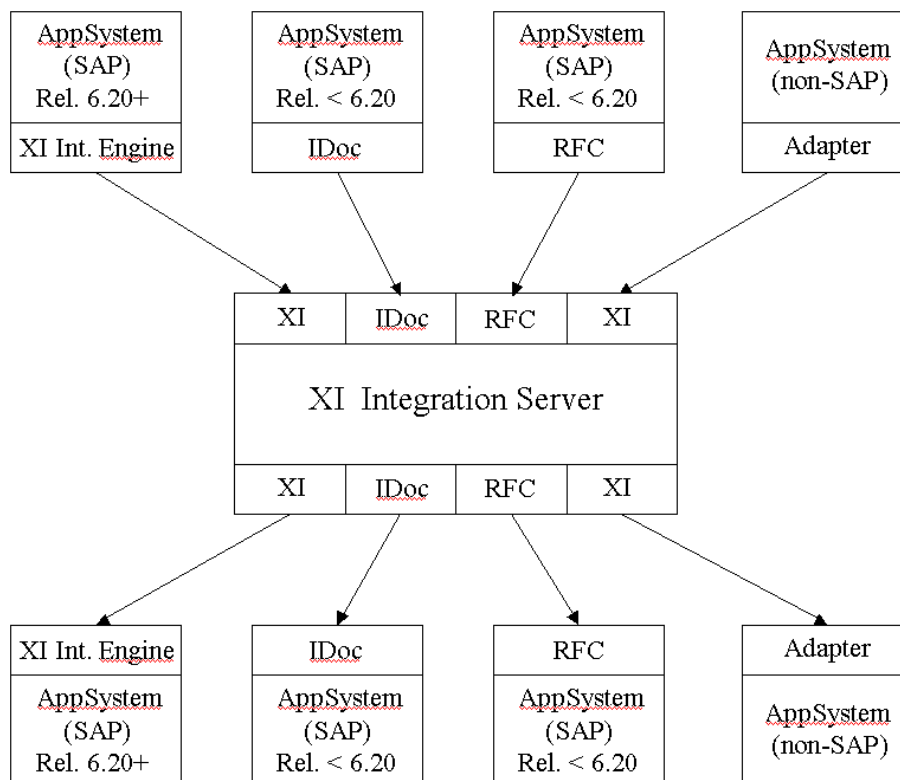 AppSystem
(SAP)
Rel. 6.20+
XI Int. Engine
AppSystem
(SAP)
Rel. < 6.20
IDoc
AppSystem
(SAP)
Rel. < 6.20
RFC
AppSystem
(non-SAP)
Adapter
XI IDoc RFC XI
XI Integration Server
XI IDoc RFC XI
XI Int. Engine
AppSystem
(SAP)
Rel. 6.20+
IDoc
AppSystem
(SAP)
Rel. < 6.20
RFC
AppSystem
(SAP)
Rel. < 6.20
Adapter
AppSystem
(non-SAP)